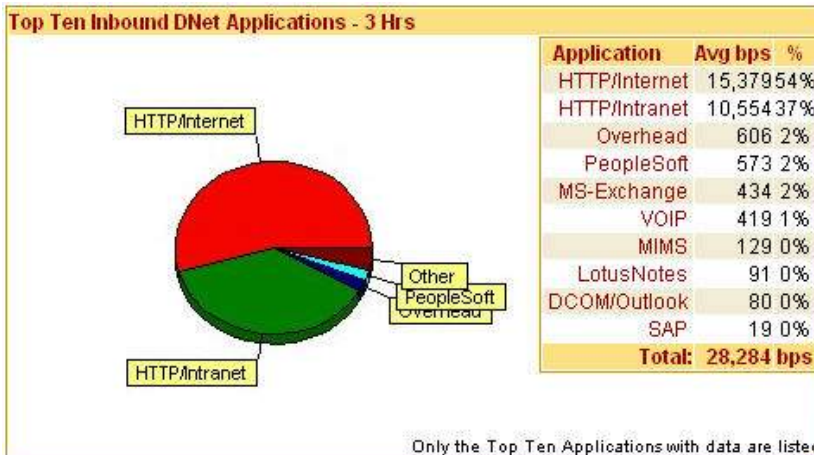 Top Ten Inbound DNet Applications - 3 Hrs
HTTP/Internet
Other
PeopleSoft
Overhead
HTTP/Intranet
Application Avg bps %
HTTP/Internet 15,379 54%
HTTP/Intranet 10,554 37%
Overhead 606 2%
PeopleSoft 573 2%
MS-Exchange 434 2%
VOIP 419 1%
MIMS 129 0%
LotusNotes 91 0%
DCOM/Outlook 80 0%
SAP 19 0%
Total: 28,284 bps
Only the Top Ten Applications with data are liste